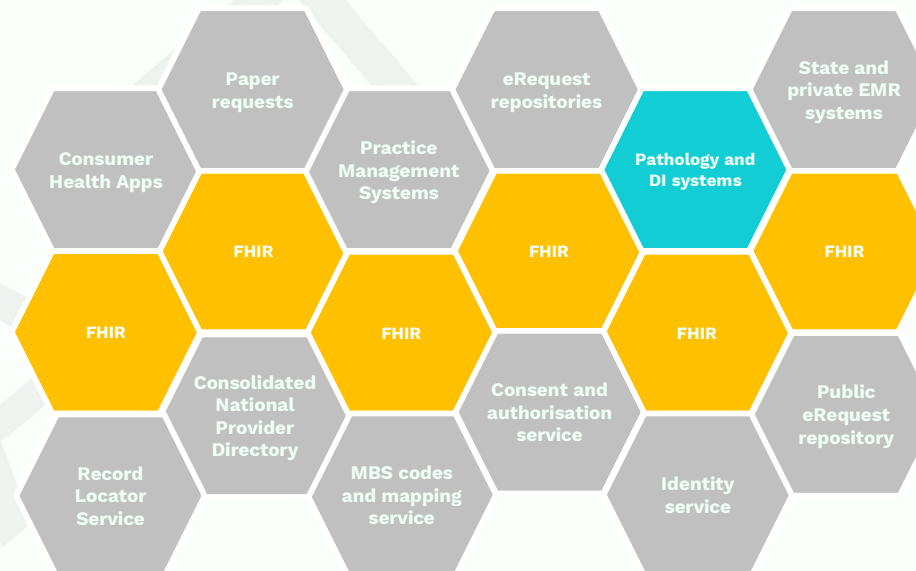 Paper
requests
eRequest
repositories
State and
private EMR
systems
Consumer
Health Apps
Practice
Management
Systems
Pathology and
DI systems
FHIR
FHIR
FHIR
FHIR
FHIR
FHIR
Consolidated
National
Provider
Directory
Consent and
authorisation
service
Public
eRequest
repository
Record
Locator
Service
MBS codes
and mapping
service
Identity
service